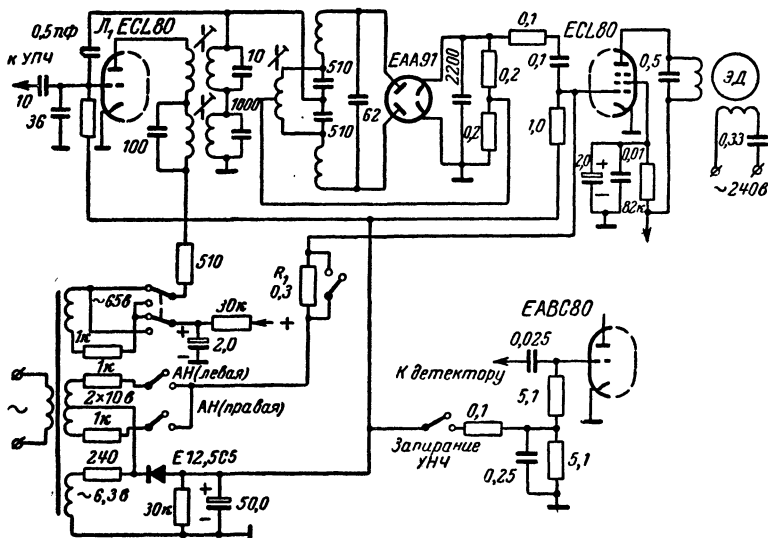 Л₁ ECL80
0,5пф
к УПЧ
10
36
100
10
1000
510
510
62
EAA91
2200
0,1
0,2
0,2
0,1
1,0
ECL80
0,5
ЭД
0,33
~240в
2,0
+
-
0,01
82к
510
~65в
1к
+
-
2,0
30к
+
R₁
0,3
1к
2×10в
1к
АН(левая)
АН(правая)
~
240
~6,3в
E12,5C5
30к
+
-
50,0
EABC80
0,025
К детектору
5,1
0,1
Запирание
УНЧ
0,25
5,1